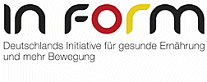 IN FORM
Deutschlands Initiative für gesunde Ernährung
und mehr Bewegung